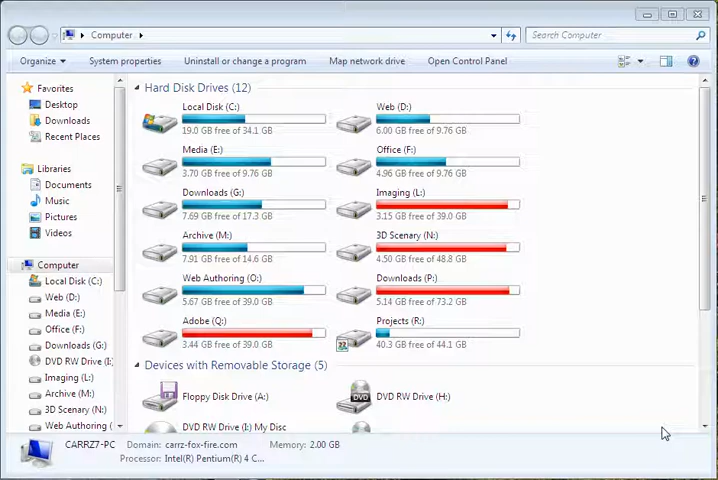 Computer
Search Computer
Organize
System properties
Uninstall or change a program
Map network drive
Open Control Panel
Favorites
Desktop
Downloads
Recent Places
Libraries
Documents
Music
Pictures
Videos
Computer
Local Disk (C:)
Web (D:)
Media (E:)
Office (F:)
Downloads (G:)
DVD RW Drive (I:)
Imaging (L:)
Archive (M:)
3D Scenary (N:)
Web Authoring (
Hard Disk Drives (12)
Local Disk (C:)
19.0 GB free of 34.1 GB
Web (D:)
6.00 GB free of 9.76 GB
Media (E:)
3.70 GB free of 9.76 GB
Office (F:)
4.96 GB free of 9.76 GB
Downloads (G:)
7.69 GB free of 17.3 GB
Imaging (L:)
3.15 GB free of 39.0 GB
Archive (M:)
7.91 GB free of 14.6 GB
3D Scenary (N:)
4.50 GB free of 48.8 GB
Web Authoring (O:)
5.67 GB free of 39.0 GB
Downloads (P:)
5.14 GB free of 73.2 GB
Adobe (Q:)
3.44 GB free of 39.0 GB
Projects (R:)
40.3 GB free of 44.1 GB
Devices with Removable Storage (5)
Floppy Disk Drive (A:)
DVD
DVD RW Drive (H:)
DVD RW Drive (I:) My Disc
CARRZ7-PC
Domain: carrz-fox-fire.com
Memory: 2.00 GB
Processor: Intel(R) Pentium(R) 4 C...